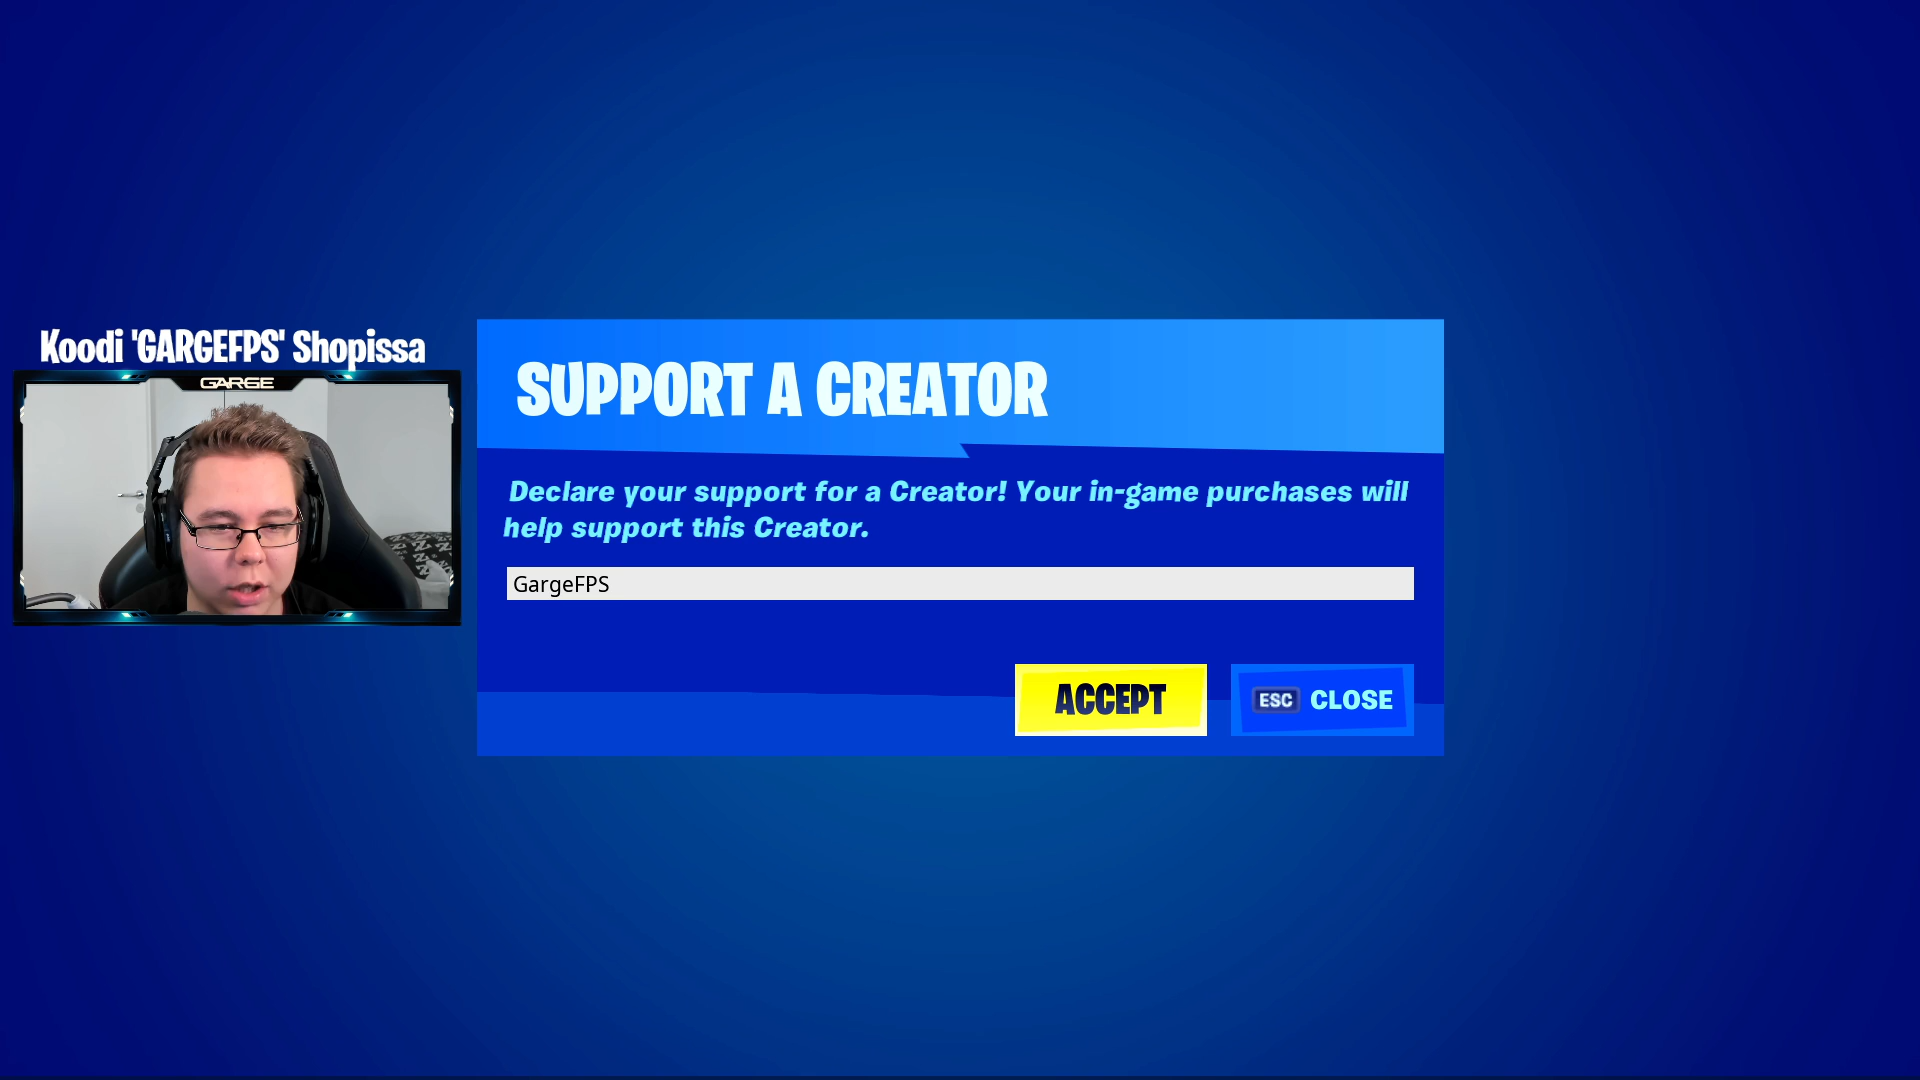 Koodi 'GARGEFPS' Shopissa
GARGE
SUPPORT A CREATOR
Declare your support for a Creator! Your in-game purchases will
help support this Creator.
GargeFPS
ACCEPT
ESC CLOSE